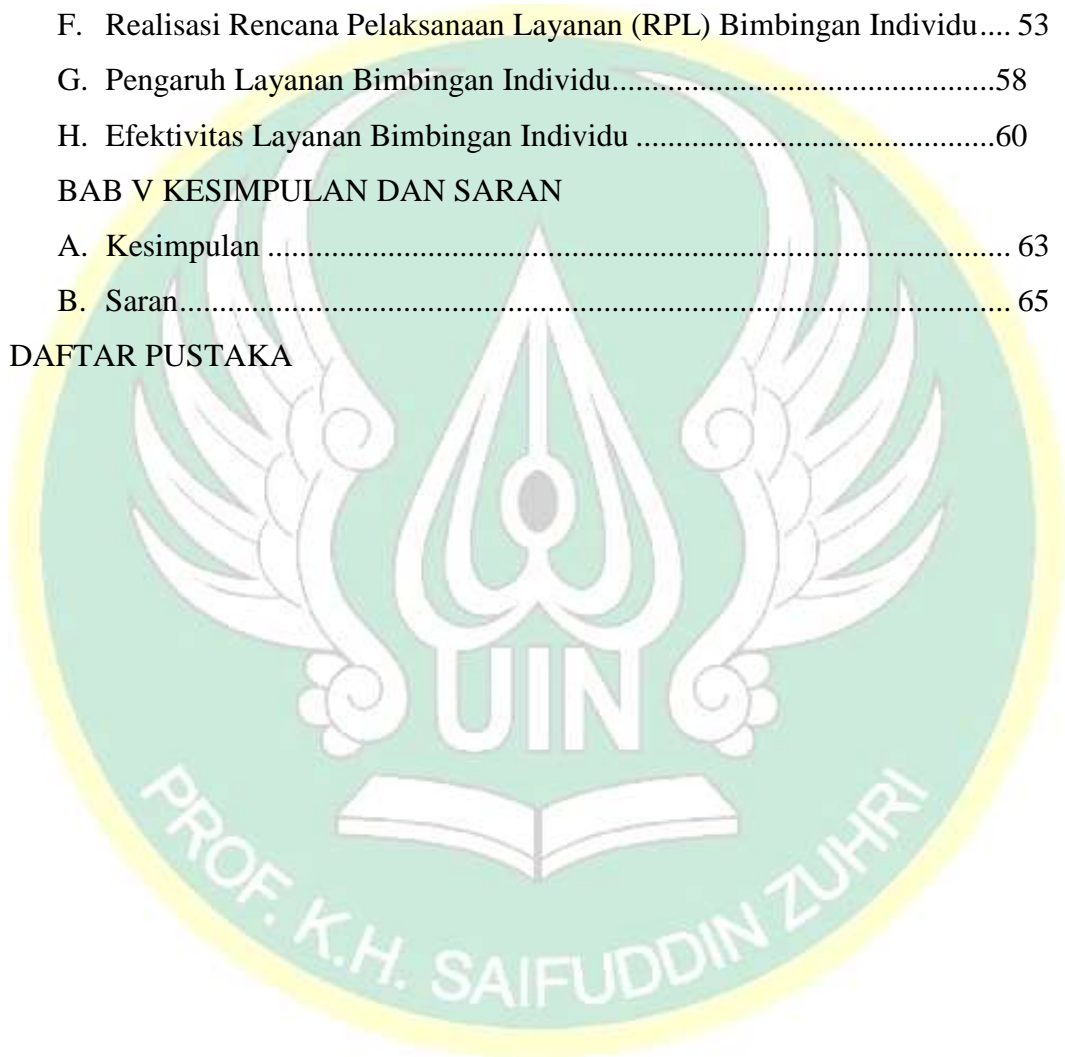 F. Realisasi Rencana Pelaksanaan Layanan (RPL) Bimbingan Individu.... 53
G. Pengaruh Layanan Bimbingan Individu.............................................58
H. Efektivitas Layanan Bimbingan Individu ..........................................60
BAB V KESIMPULAN DAN SARAN
A. Kesimpulan ....................................................................................... 63
B. Saran................................................................................................. 65
DAFTAR PUSTAKA
UIN
PROF. K.H. SAIFUDDIN ZUHRI